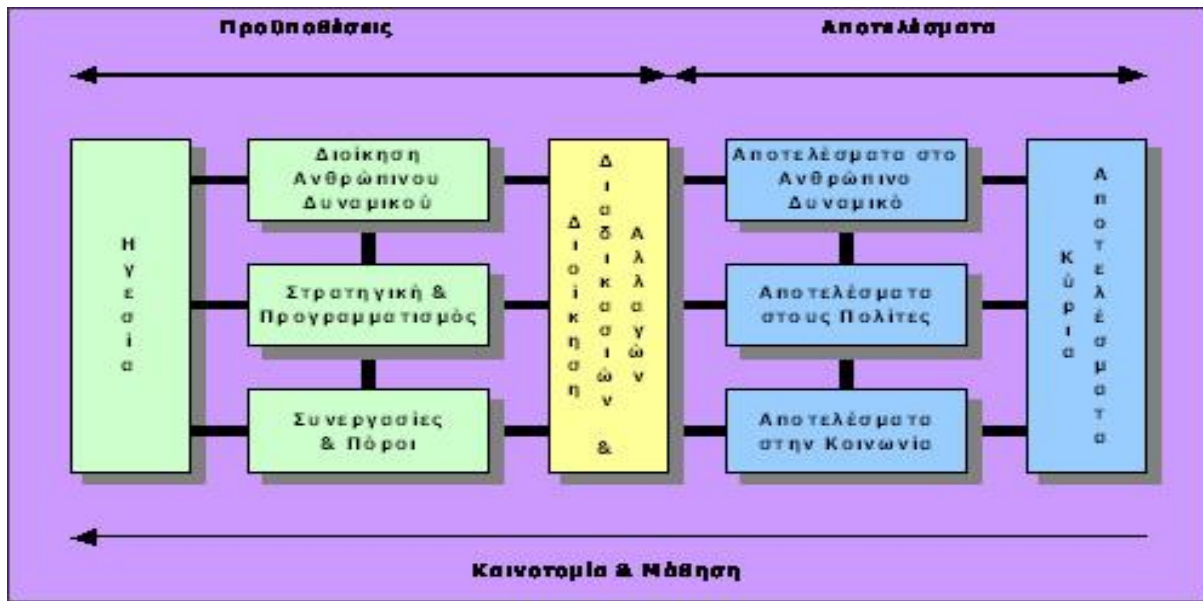 Προϋποθέσεις
Αποτελέσματα
Ηγεσία
Διοίκηση
Ανθρώπινου
Δυναμικού
Στρατηγική &
Προγραμματισμός
Συνεργασίες
& Πόροι
Διοίκηση
Διαδικασιών &
Αλλαγών
Αποτελέσματα στο
Ανθρώπινο
Δυναμικό
Αποτελέσματα
στους Πολίτες
Αποτελέσματα
στην Κοινωνία
Κύρια
Αποτελέσματα
Καινοτομία & Μάθηση